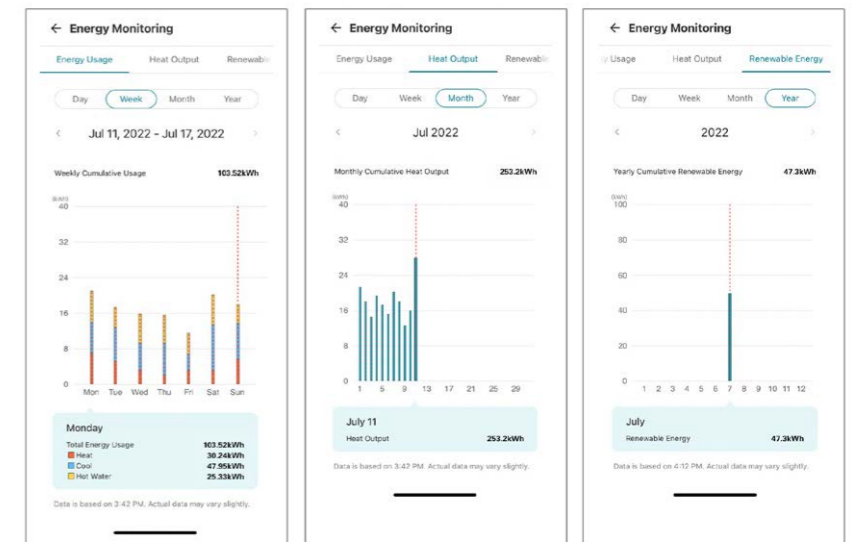 ← Energy Monitoring
Energy Usage Heat Output Renewable
Day Week Month Year
< Jul 11, 2022 - Jul 17, 2022 >
Weekly Cumulative Usage 103.52kWh
(kWh)
40
32
24
16
8
0
Mon Tue Wed Thu Fri Sat Sun
Monday
Total Energy Usage 103.52kWh
Heat 30.24kWh
Cool 47.95kWh
Hot Water 25.33kWh
Data is based on 3:42 PM. Actual data may vary slightly.
← Energy Monitoring
Energy Usage Heat Output Renewable
Day Week Month Year
< Jul 2022 >
Monthly Cumulative Heat Output 253.2kWh
(kWh)
40
32
24
16
8
0
1 5 9 13 17 21 25 29
July 11
Heat Output 253.2kWh
Data is based on 3:42 PM. Actual data may vary slightly.
← Energy Monitoring
y Usage Heat Output Renewable Energy
Day Week Month Year
< 2022 >
Yearly Cumulative Renewable Energy 47.3kWh
(kWh)
100
80
60
40
20
0
1 2 3 4 5 6 7 8 9 10 11 12
July
Renewable Energy 47.3kWh
Data is based on 4:12 PM. Actual data may vary slightly.